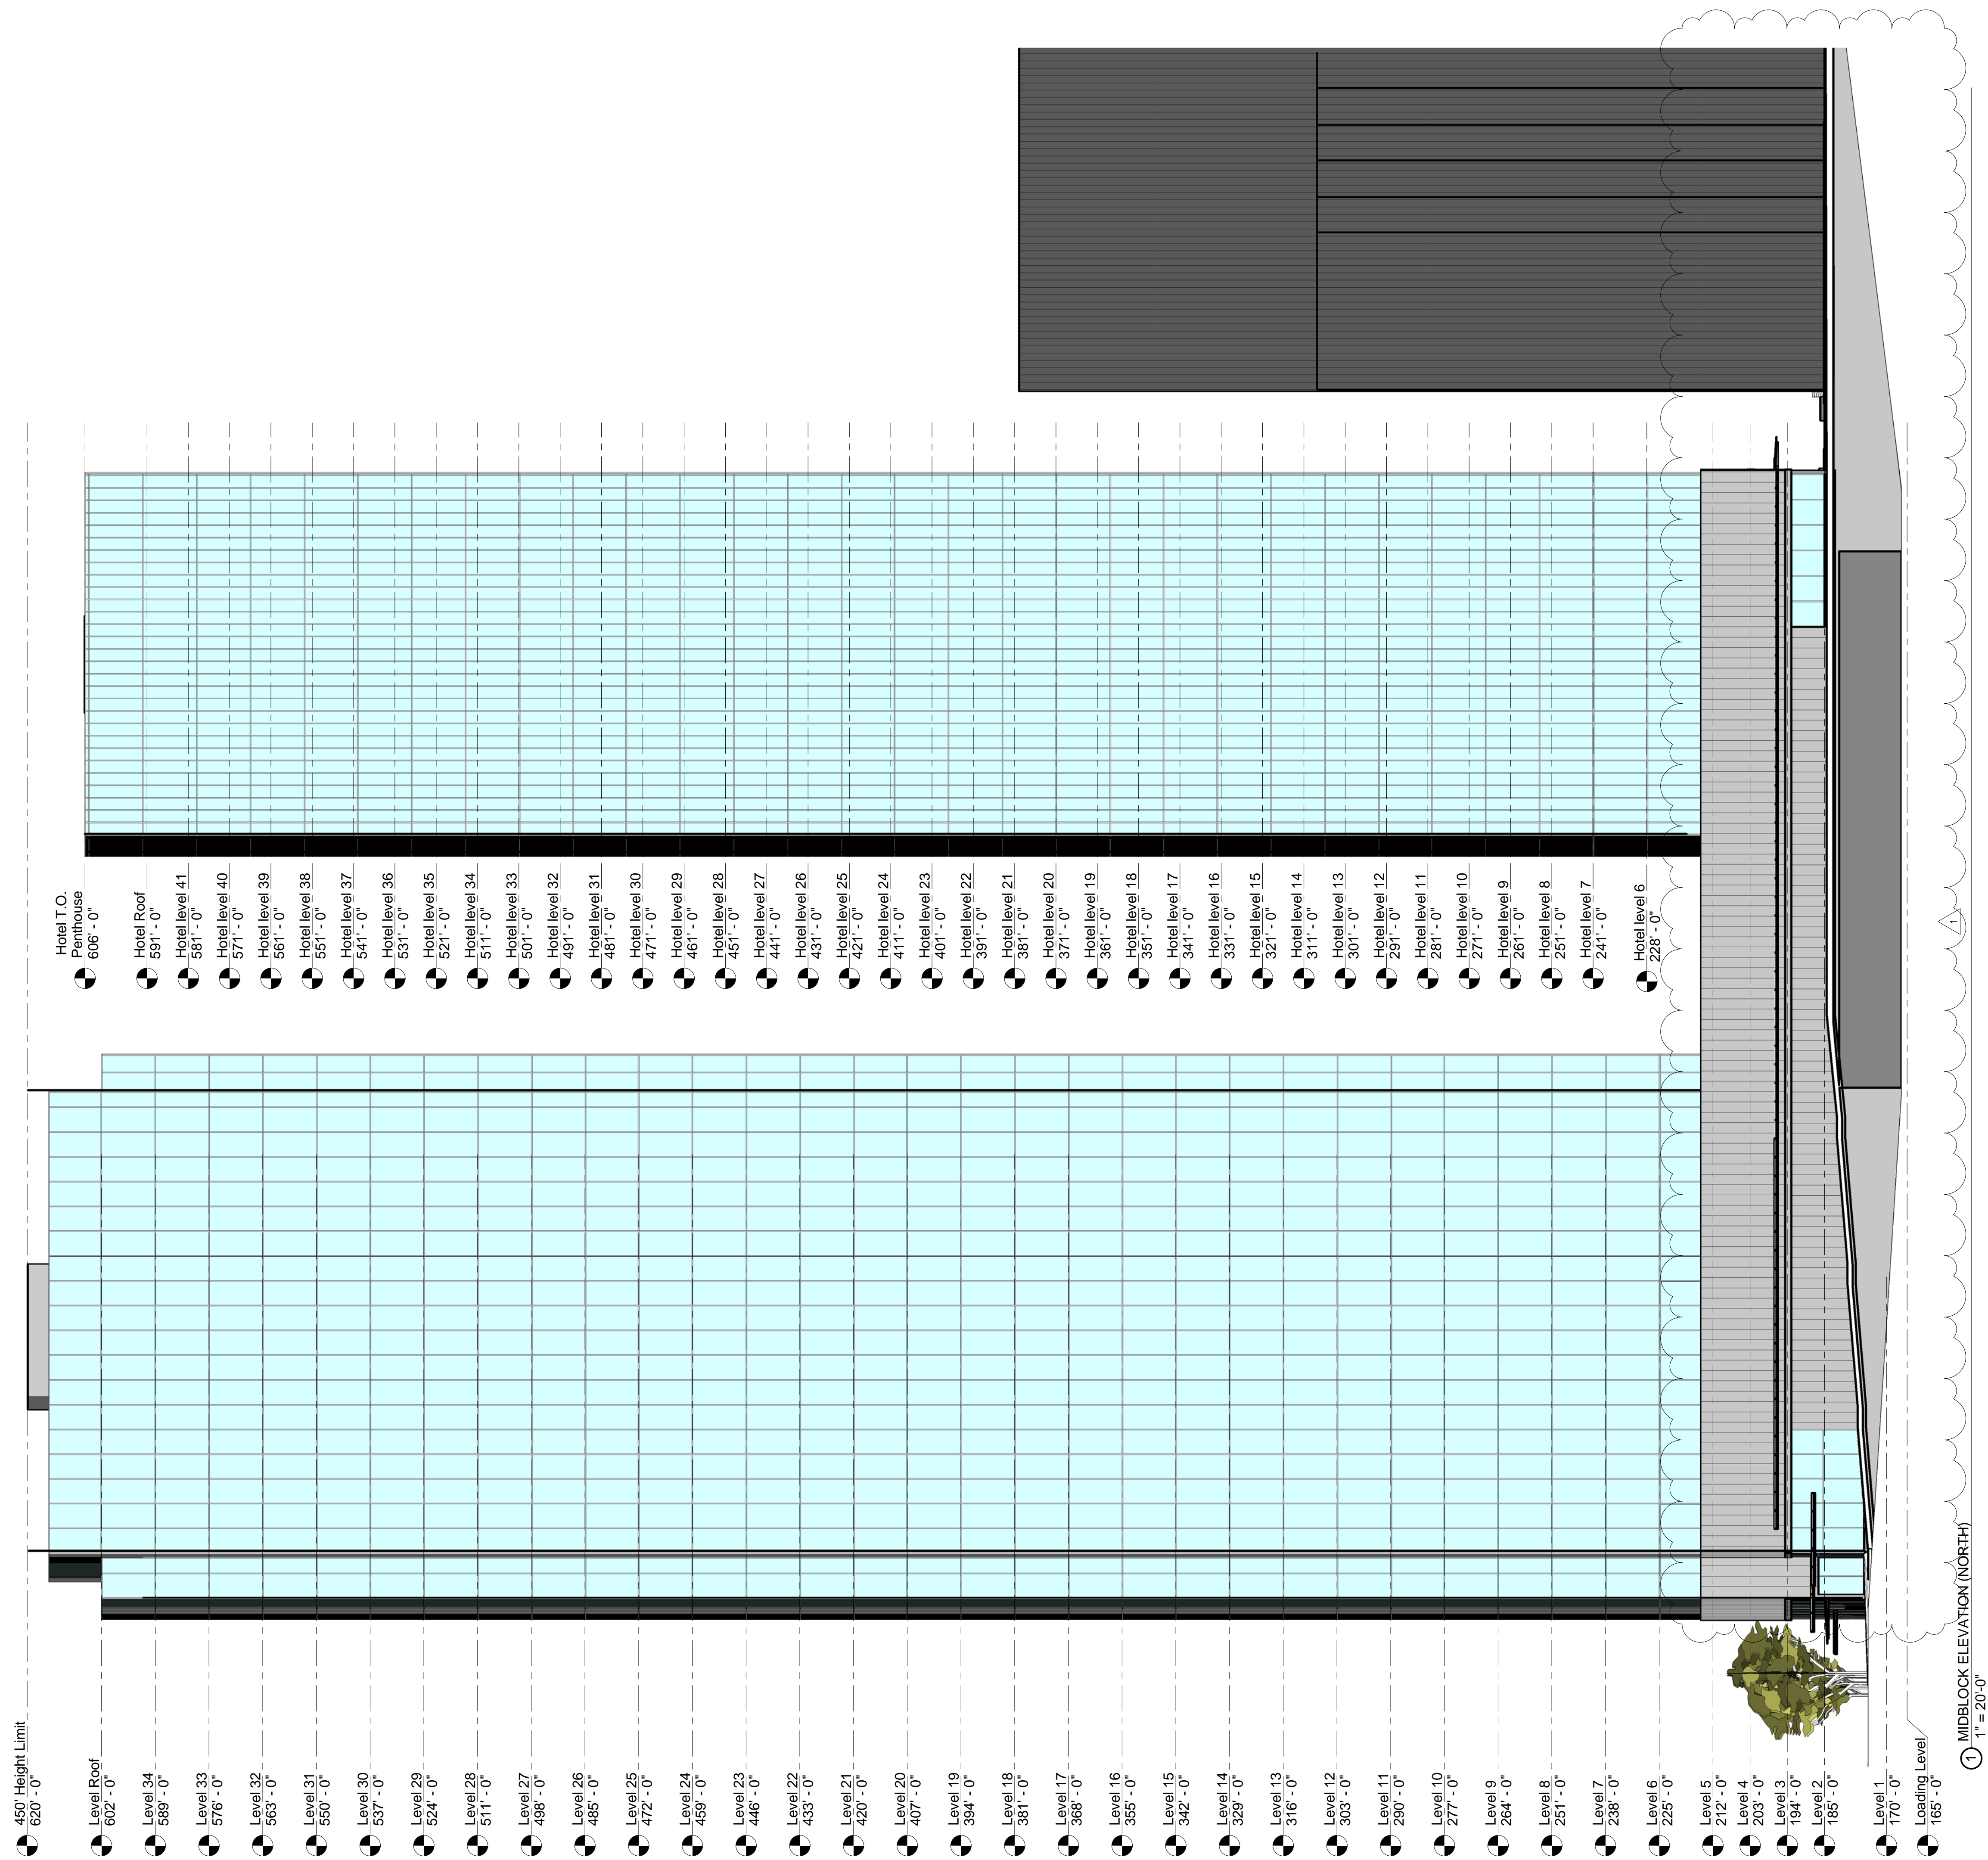 450' Height Limit
620' - 0"
Level Roof
602' - 0"
Level 34
589' - 0"
Level 33
576' - 0"
Level 32
563' - 0"
Level 31
550' - 0"
Level 30
537' - 0"
Level 29
524' - 0"
Level 28
511' - 0"
Level 27
498' - 0"
Level 26
485' - 0"
Level 25
472' - 0"
Level 24
459' - 0"
Level 23
446' - 0"
Level 22
433' - 0"
Level 21
420' - 0"
Level 20
407' - 0"
Level 19
394' - 0"
Level 18
381' - 0"
Level 17
368' - 0"
Level 16
355' - 0"
Level 15
342' - 0"
Level 14
329' - 0"
Level 13
316' - 0"
Level 12
303' - 0"
Level 11
290' - 0"
Level 10
277' - 0"
Level 9
264' - 0"
Level 8
251' - 0"
Level 7
238' - 0"
Level 6
225' - 0"
Level 5
212' - 0"
Level 4
203' - 0"
Level 3
194' - 0"
Level 2
185' - 0"
Level 1
170' - 0"
Loading Level
165' - 0"
Hotel T.O.
Penthouse
606' - 0"
Hotel Roof
591' - 0"
Hotel level 41
581' - 0"
Hotel level 40
571' - 0"
Hotel level 39
561' - 0"
Hotel level 38
551' - 0"
Hotel level 37
541' - 0"
Hotel level 36
531' - 0"
Hotel level 35
521' - 0"
Hotel level 34
511' - 0"
Hotel level 33
501' - 0"
Hotel level 32
491' - 0"
Hotel level 31
481' - 0"
Hotel level 30
471' - 0"
Hotel level 29
461' - 0"
Hotel level 28
451' - 0"
Hotel level 27
441' - 0"
Hotel level 26
431' - 0"
Hotel level 25
421' - 0"
Hotel level 24
411' - 0"
Hotel level 23
401' - 0"
Hotel level 22
391' - 0"
Hotel level 21
381' - 0"
Hotel level 20
371' - 0"
Hotel level 19
361' - 0"
Hotel level 18
351' - 0"
Hotel level 17
341' - 0"
Hotel level 16
331' - 0"
Hotel level 15
321' - 0"
Hotel level 14
311' - 0"
Hotel level 13
301' - 0"
Hotel level 12
291' - 0"
Hotel level 11
281' - 0"
Hotel level 10
271' - 0"
Hotel level 9
261' - 0"
Hotel level 8
251' - 0"
Hotel level 7
241' - 0"
Hotel level 6
228' - 0"
1
1 MIDBLOCK ELEVATION (NORTH)
1" = 20'-0"